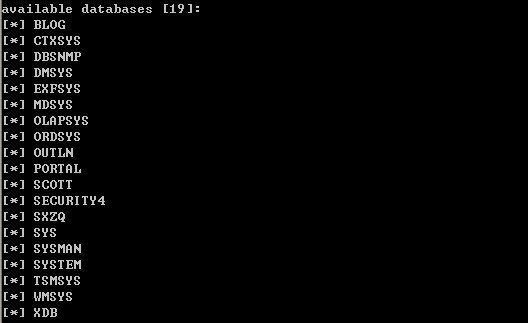 available databases [19]:
[*] BLOG
[*] CTXSYS
[*] DBSNMP
[*] DMSYS
[*] EXFSYS
[*] MDSYS
[*] OLAPSYS
[*] ORDSYS
[*] OUTLN
[*] PORTAL
[*] SCOTT
[*] SECURITY4
[*] SXZQ
[*] SYS
[*] SYSMAN
[*] SYSTEM
[*] TSMSYS
[*] WMSYS
[*] XDB